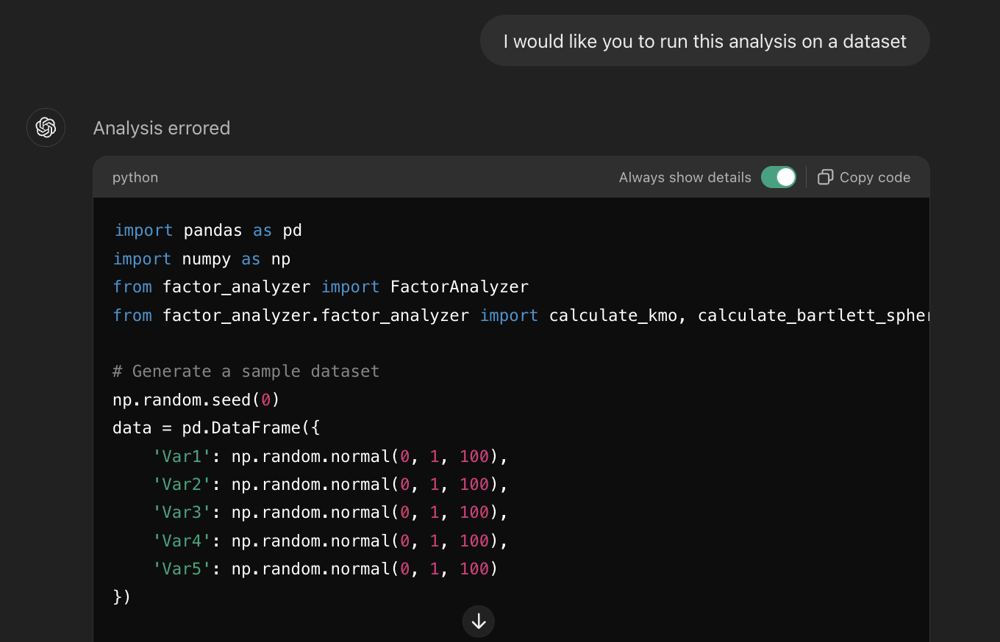 I would like you to run this analysis on a dataset
Analysis errored
python
Always show details
Copy code
import pandas as pd
import numpy as np
from factor_analyzer import FactorAnalyzer
from factor_analyzer.factor_analyzer import calculate_kmo, calculate_bartlett_spher
# Generate a sample dataset
np.random.seed(0)
data = pd.DataFrame({
    'Var1': np.random.normal(0, 1, 100),
    'Var2': np.random.normal(0, 1, 100),
    'Var3': np.random.normal(0, 1, 100),
    'Var4': np.random.normal(0, 1, 100),
    'Var5': np.random.normal(0, 1, 100)
})